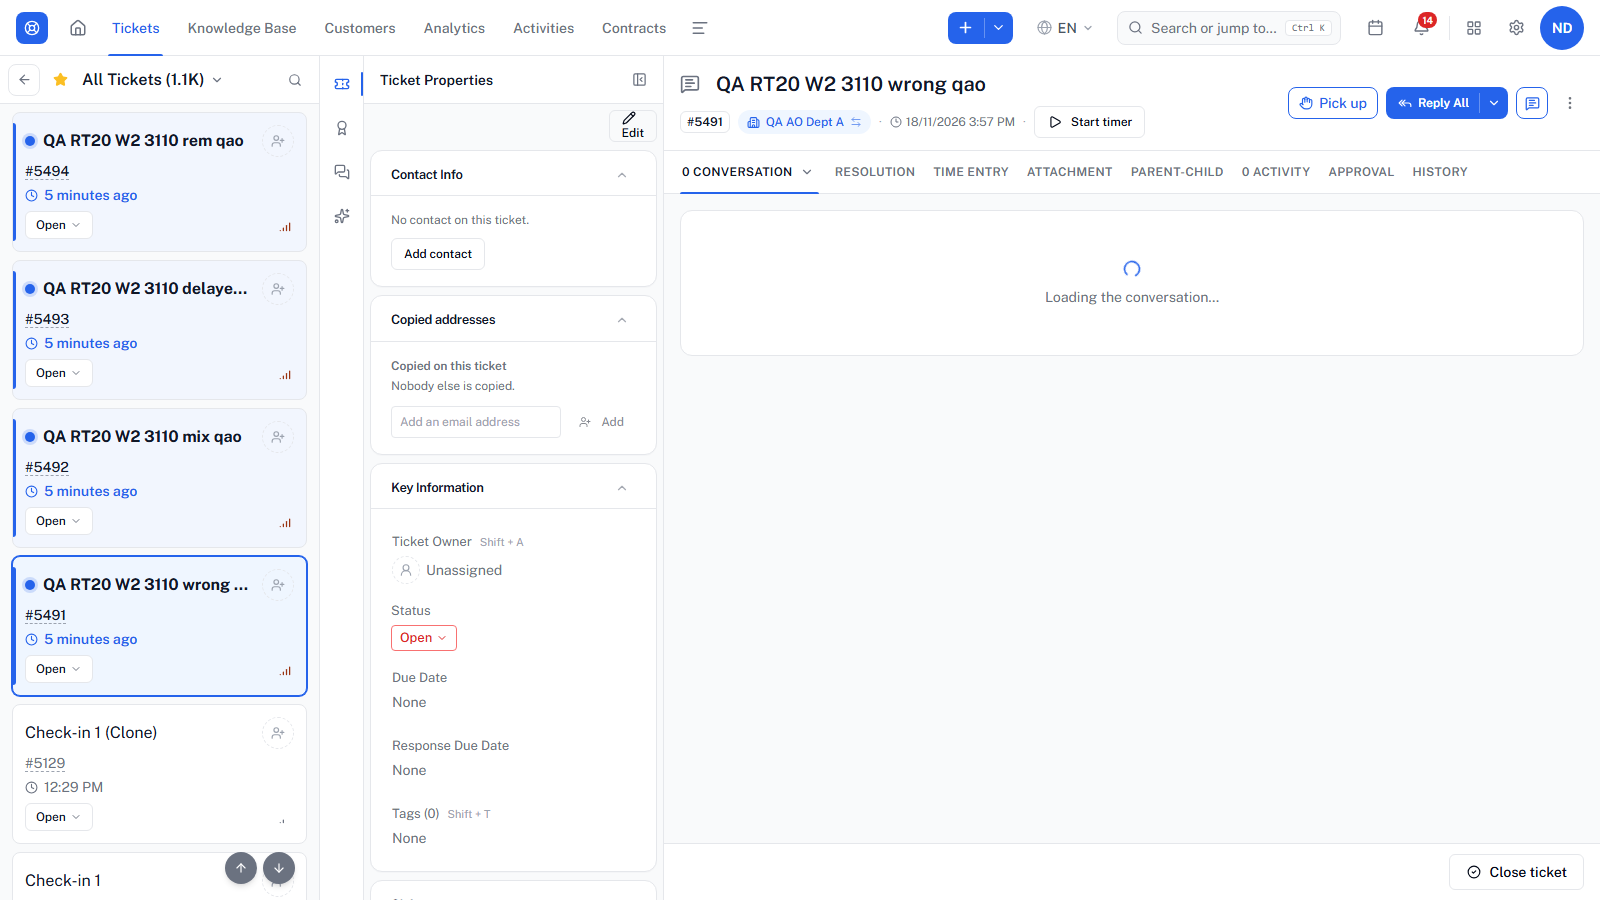 Tickets
Knowledge Base
Customers
Analytics
Activities
Contracts
EN
Search or jump to...
Ctrl K
14
ND
All Tickets (1.1K)
QA RT20 W2 3110 rem qao
#5494
5 minutes ago
Open
QA RT20 W2 3110 delaye...
#5493
5 minutes ago
Open
QA RT20 W2 3110 mix qao
#5492
5 minutes ago
Open
QA RT20 W2 3110 wrong ...
#5491
5 minutes ago
Open
Check-in 1 (Clone)
#5129
12:29 PM
Open
Check-in 1
Ticket Properties
Edit
Contact Info
No contact on this ticket.
Add contact
Copied addresses
Copied on this ticket
Nobody else is copied.
Add an email address
Add
Key Information
Ticket Owner Shift + A
Unassigned
Status
Open
Due Date
None
Response Due Date
None
Tags (0) Shift + T
None
QA RT20 W2 3110 wrong qao
#5491
QA AO Dept A
· 18/11/2026 3:57 PM ·
Start timer
Pick up
Reply All
0 CONVERSATION
RESOLUTION
TIME ENTRY
ATTACHMENT
PARENT-CHILD
0 ACTIVITY
APPROVAL
HISTORY
Loading the conversation...
Close ticket